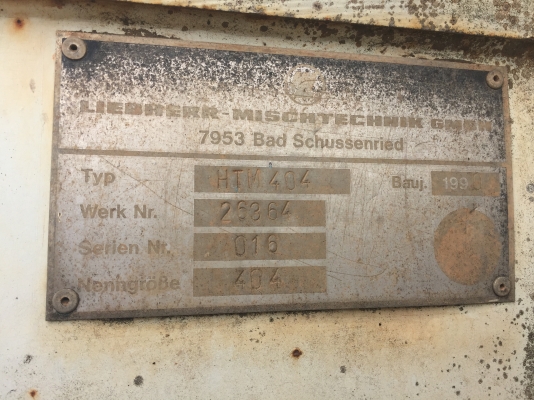 LIEBHERR-MISCHTECHNIK GMBH
7953 Bad Schussenried
Typ HTM 404 Bauj.
Werk Nr. 26364
Serien Nr. 016
Nenngröße 404